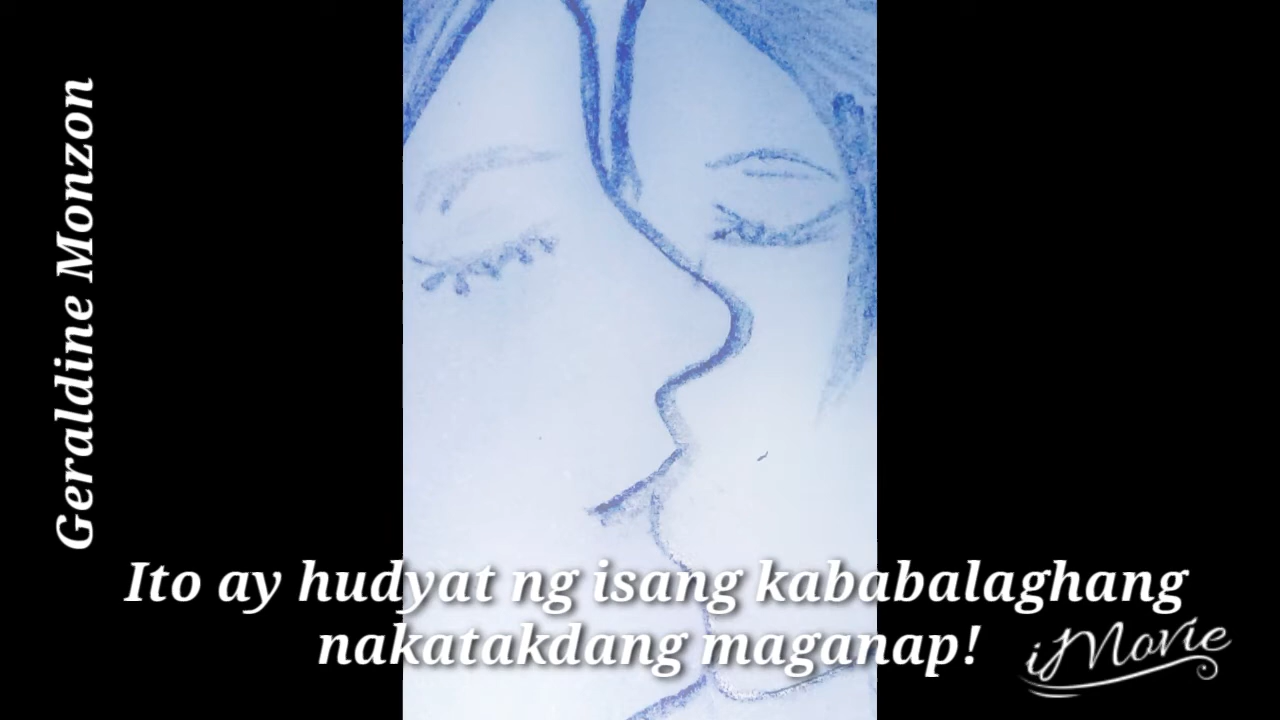 Geraldine Monzon
Ito ay hudyat ng isang kababalaghang
nakatakdang maganap!
iMovie